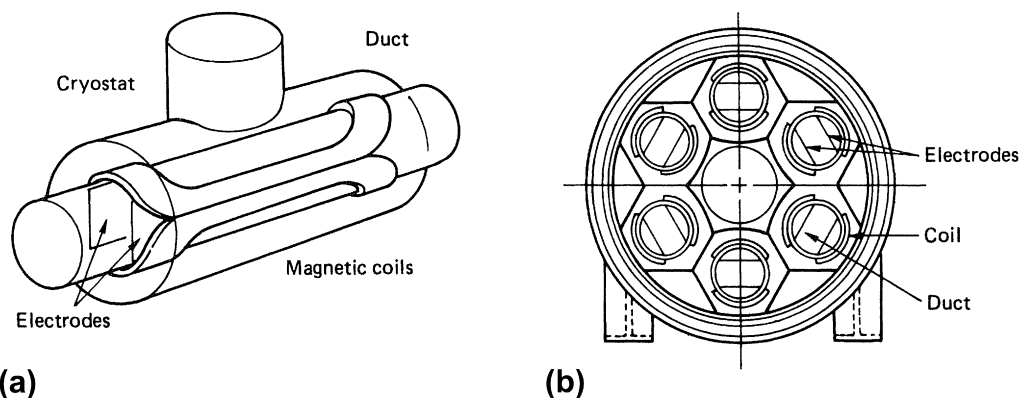 Duct
Cryostat
Magnetic coils
Electrodes
(a)
Electrodes
Coil
Duct
(b)